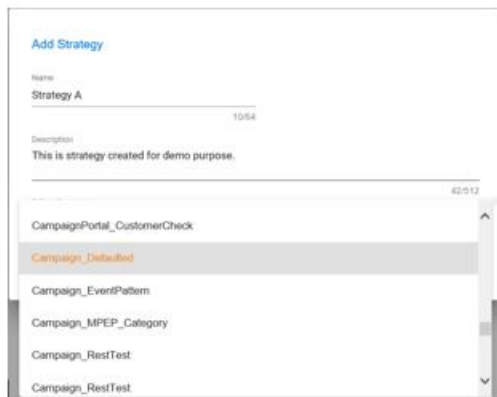 Add Strategy
Name
Strategy A
10/64
Description
This is strategy created for demo purpose.
42/512
CampaignPortal_CustomerCheck
Campaign_Defaulted
Campaign_EventPattern
Campaign_MPEP_Category
Campaign_RestTest
Campaign_RestTest